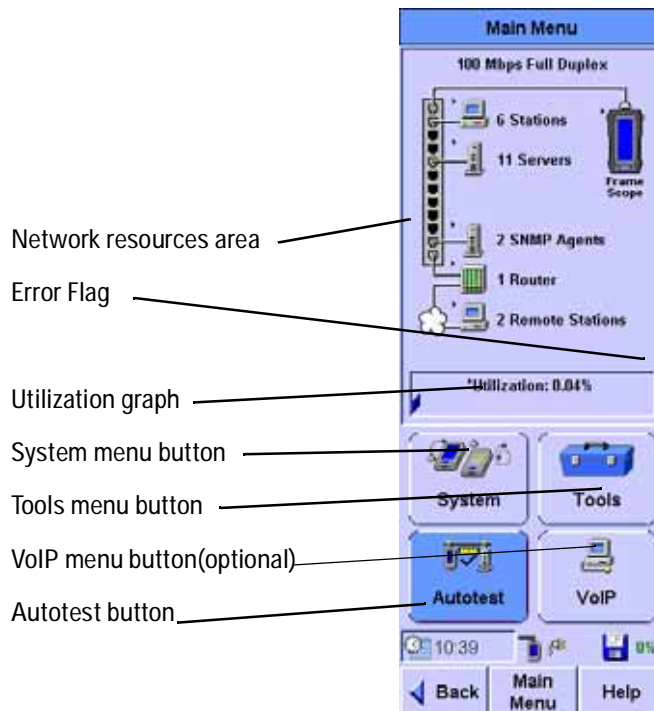 Main Menu
100 Mbps Full Duplex
6 Stations
11 Servers
Frame
Scope
Network resources area
2 SNMP Agents
1 Router
Error Flag
2 Remote Stations
Utilization graph
*Utilization: 0.04%
System menu button
Tools menu button
System
Tools
VoIP menu button(optional)
Autotest button
Autotest
VoIP
10:39
0%
Back
Main
Menu
Help